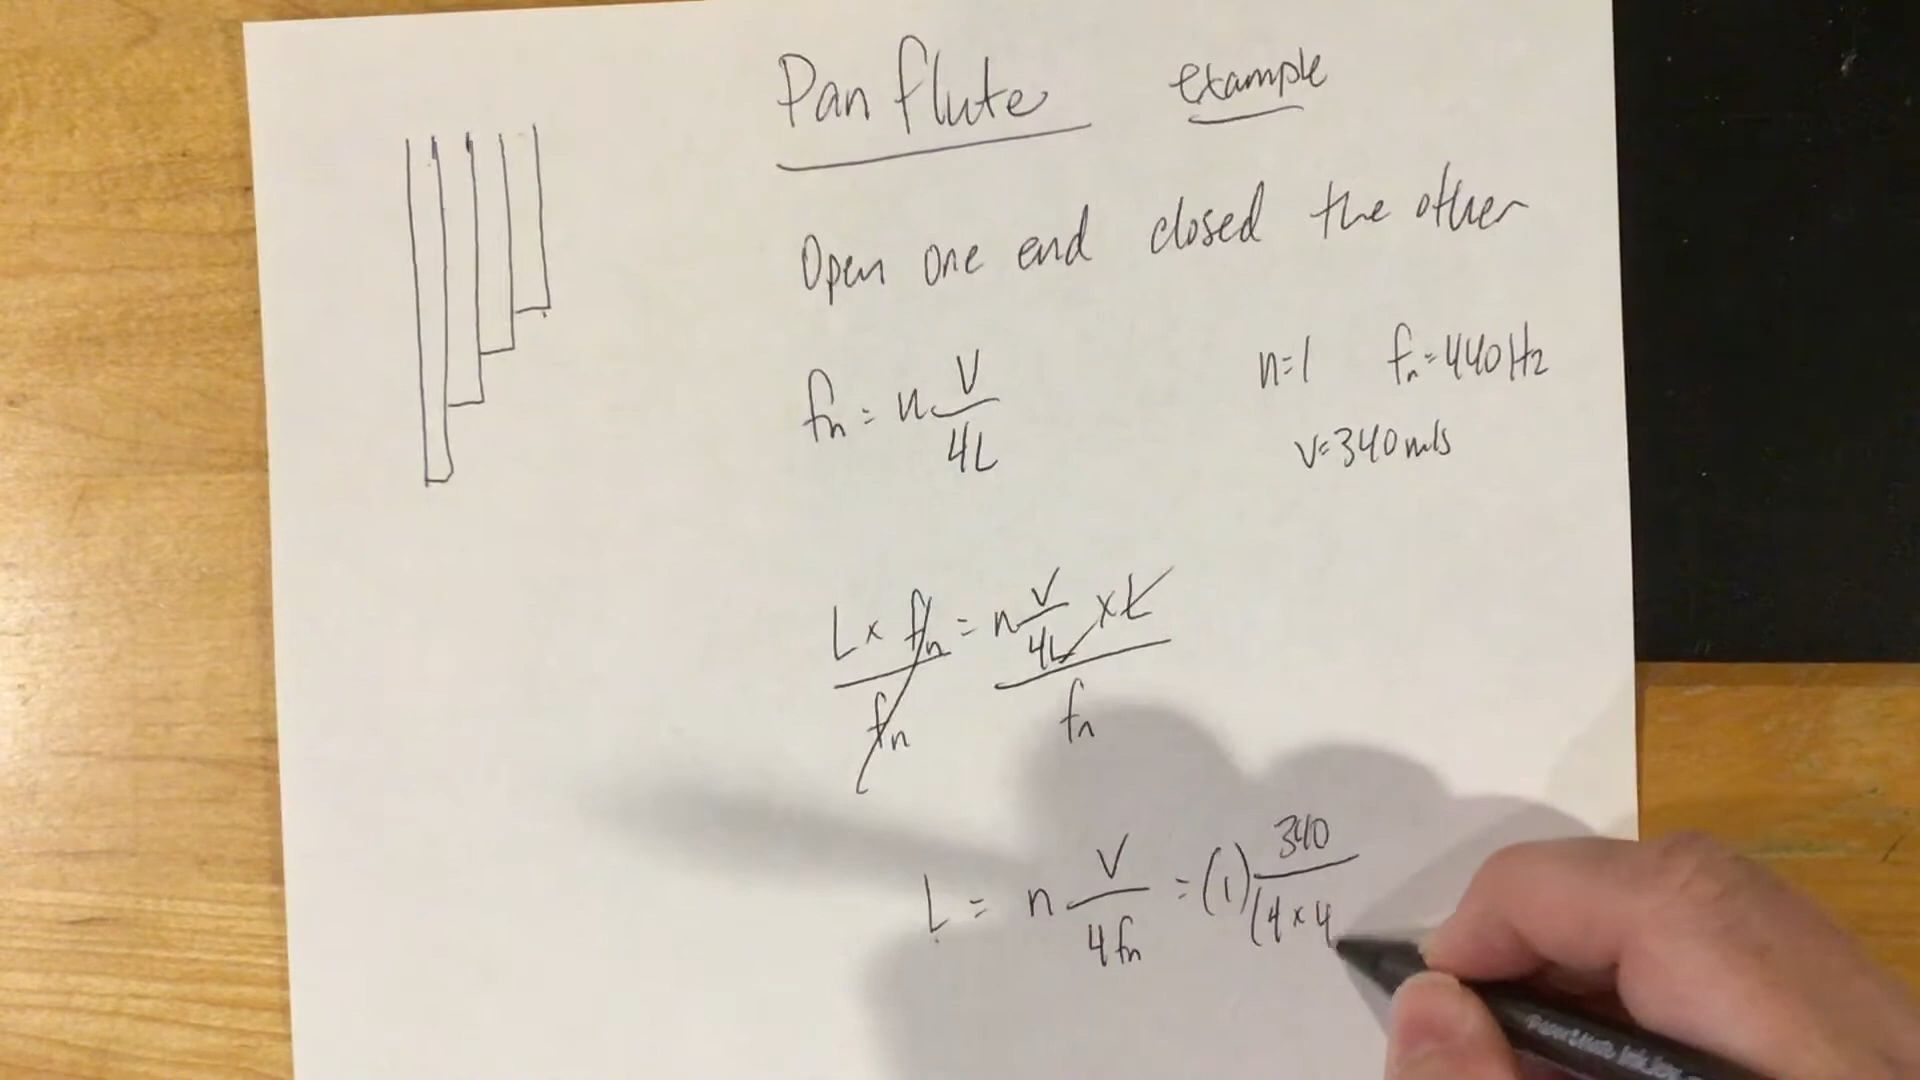 Pan flute example
Open one end closed the other
fn = n V/4L
n=1 fn=440Hz
V=340m/s
L x fn / fn = n V/4L x L / fn
L = n V/4fn = (1) 340/(4x4